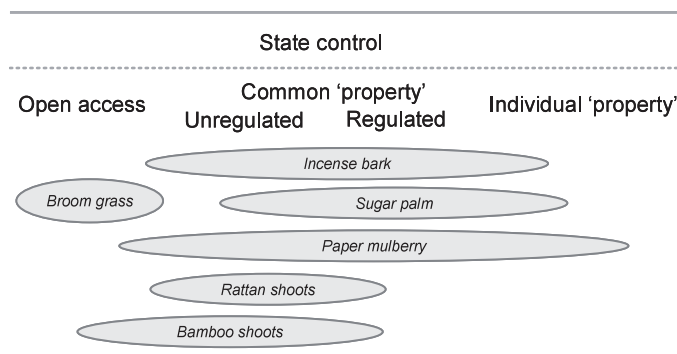 State control
Open access
Common ‘property’
Individual ‘property’
Unregulated
Regulated
Incense bark
Broom grass
Sugar palm
Paper mulberry
Rattan shoots
Bamboo shoots